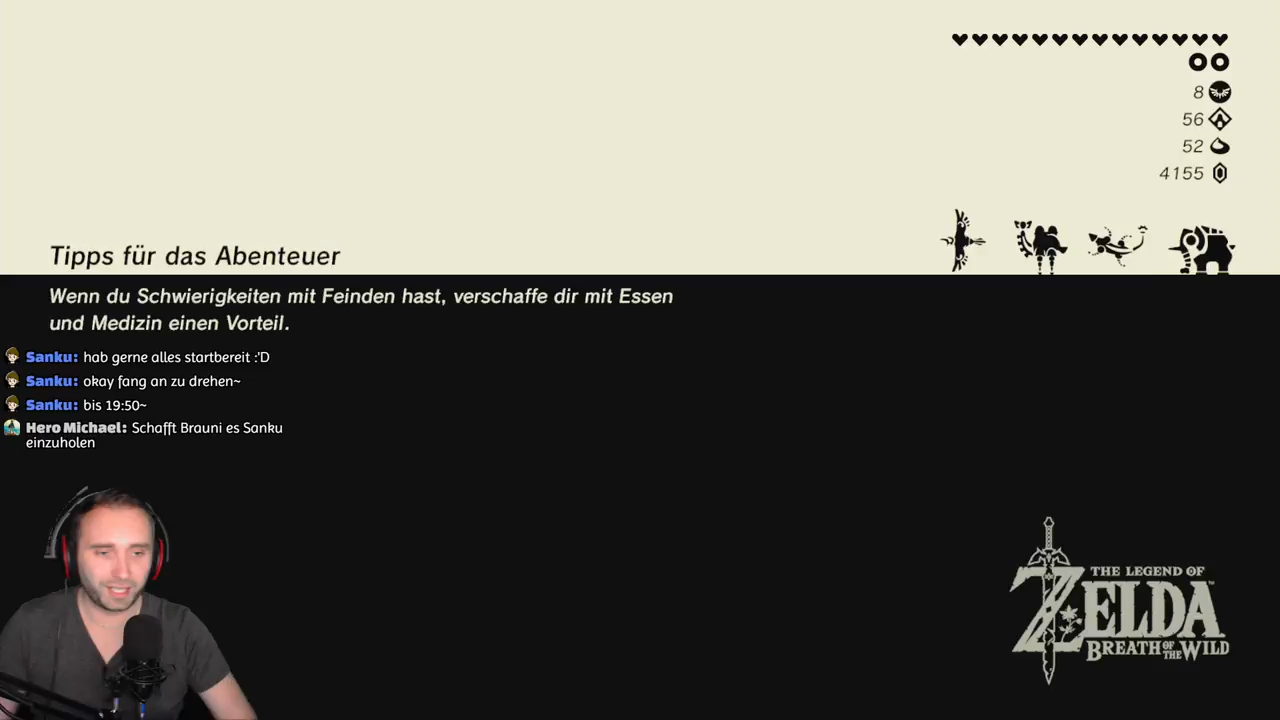 8
56
52
4155
Tipps für das Abenteuer
Wenn du Schwierigkeiten mit Feinden hast, verschaffe dir mit Essen
und Medizin einen Vorteil.
Sanku: hab gerne alles startbereit :'D
Sanku: okay fang an zu drehen~
Sanku: bis 19:50~
Hero Michael: Schafft Brauni es Sanku
einzuholen
THE LEGEND OF
ZELDA™
BREATH OF THE WILD